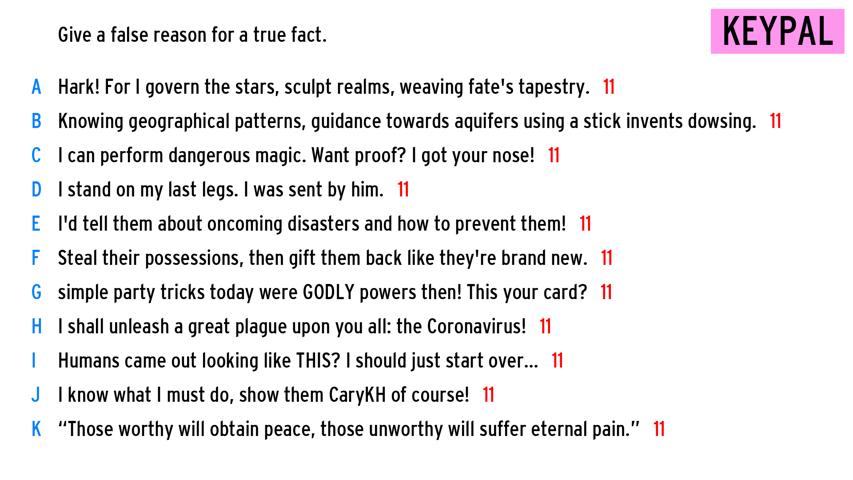 Give a false reason for a true fact.
KEYPAL
A Hark! For I govern the stars, sculpt realms, weaving fate's tapestry. 11
B Knowing geographical patterns, guidance towards aquifers using a stick invents dowsing. 11
C I can perform dangerous magic. Want proof? I got your nose! 11
D I stand on my last legs. I was sent by him. 11
E I'd tell them about oncoming disasters and how to prevent them! 11
F Steal their possessions, then gift them back like they're brand new. 11
G simple party tricks today were GODLY powers then! This your card? 11
H I shall unleash a great plague upon you all: the Coronavirus! 11
I Humans came out looking like THIS? I should just start over... 11
J I know what I must do, show them CaryKH of course! 11
K “Those worthy will obtain peace, those unworthy will suffer eternal pain.” 11